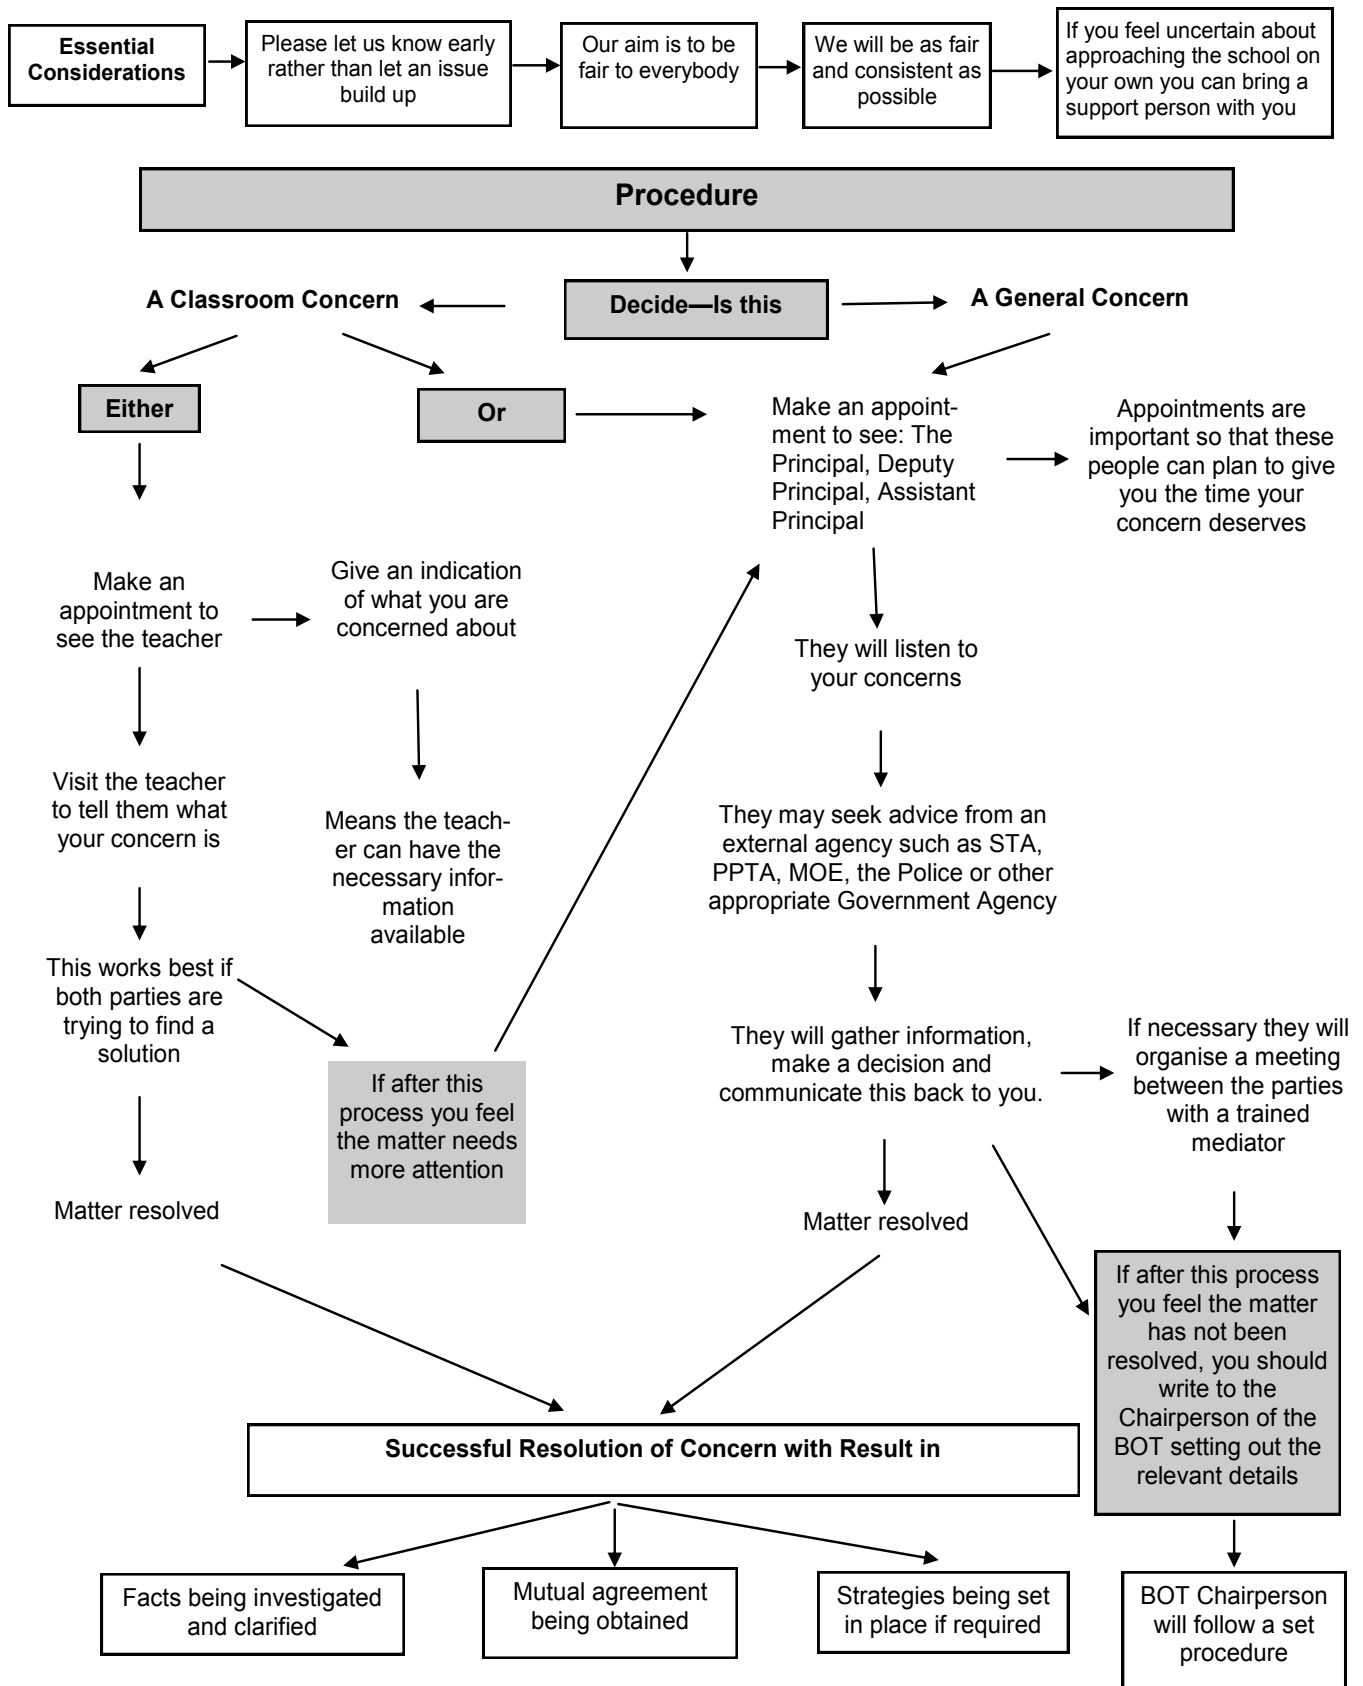 Essential
Considerations
Please let us know early
rather than let an issue
build up
Our aim is to be
fair to everybody
We will be as fair
and consistent as
possible
If you feel uncertain about
approaching the school on
your own you can bring a
support person with you
Procedure
Decide—Is this
A Classroom Concern
A General Concern
Either
Or
Make an appoint-
ment to see: The
Principal, Deputy
Principal, Assistant
Principal
Appointments are
important so that these
people can plan to give
you the time your
concern deserves
Make an
appointment to
see the teacher
Give an indication
of what you are
concerned about
They will listen to
your concerns
Visit the teacher
to tell them what
your concern is
Means the teach-
er can have the
necessary infor-
mation
available
They may seek advice from an
external agency such as STA,
PPTA, MOE, the Police or other
appropriate Government Agency
This works best if
both parties are
trying to find a
solution
If after this
process you feel
the matter needs
more attention
They will gather information,
make a decision and
communicate this back to you.
If necessary they will
organise a meeting
between the parties
with a trained
mediator
Matter resolved
Matter resolved
If after this process
you feel the matter
has not been
resolved, you should
write to the
Chairperson of the
BOT setting out the
relevant details
Successful Resolution of Concern with Result in
Facts being investigated
and clarified
Mutual agreement
being obtained
Strategies being set
in place if required
BOT Chairperson
will follow a set
procedure